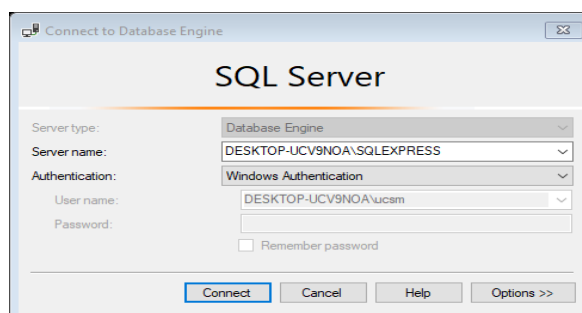 Connect to Database Engine
SQL Server
Server type: Database Engine
Server name: DESKTOP-UCV9NOA\SQLEXPRESS
Authentication: Windows Authentication
User name: DESKTOP-UCV9NOA\ucsm
Password:
Remember password
Connect Cancel Help Options >>